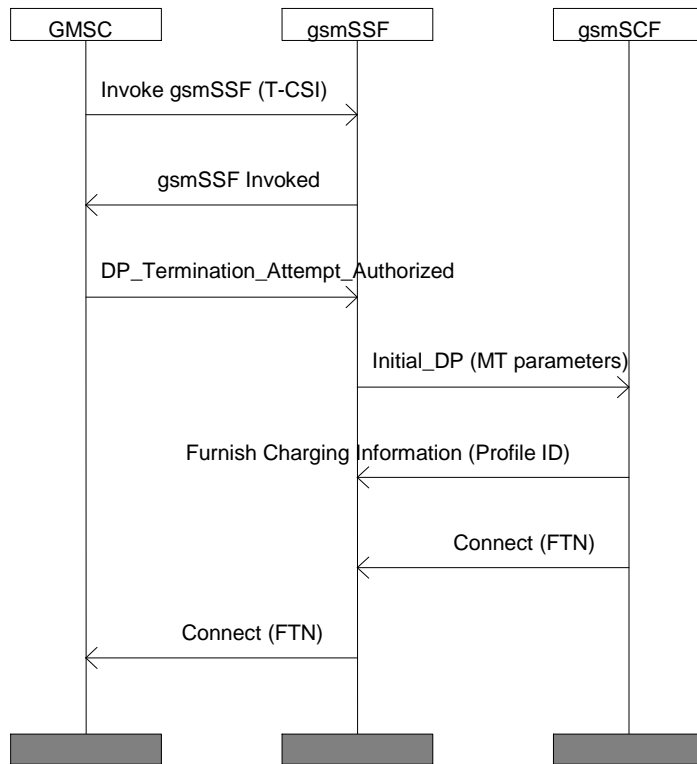 GMSC gsmSSF gsmSCF
Invoke gsmSSF (T-CSI)
gsmSSF Invoked
DP_Termination_Attempt_Authorized
Initial_DP (MT parameters)
Furnish Charging Information (Profile ID)
Connect (FTN)
Connect (FTN)